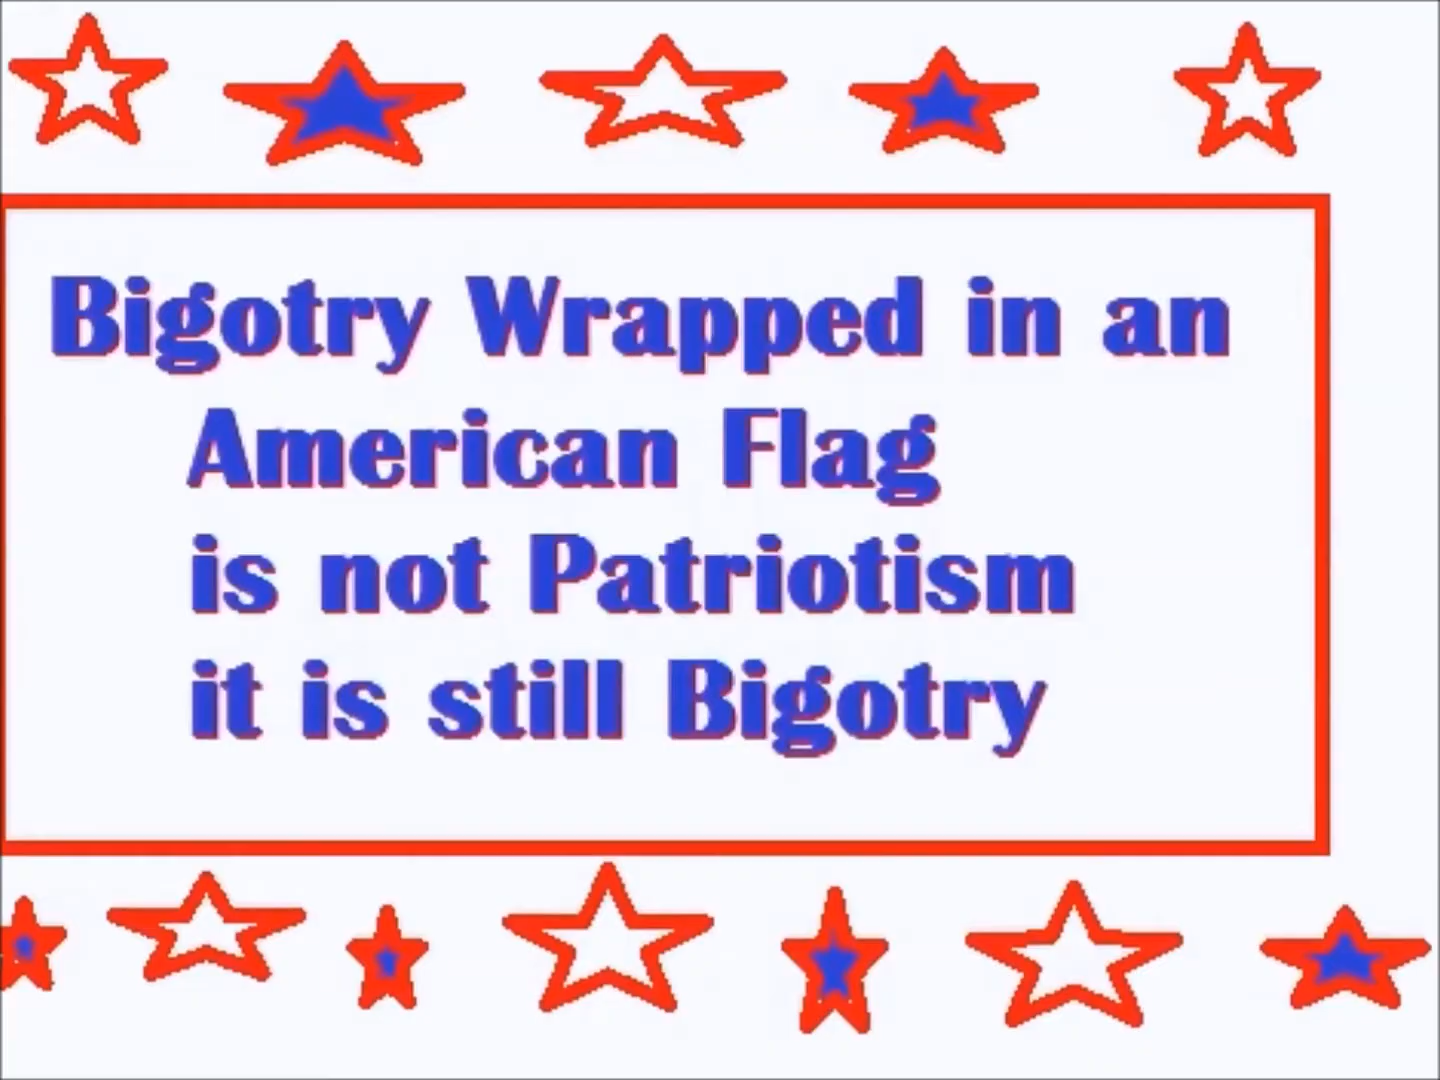 Bigotry Wrapped in an
American Flag
is not Patriotism
it is still Bigotry